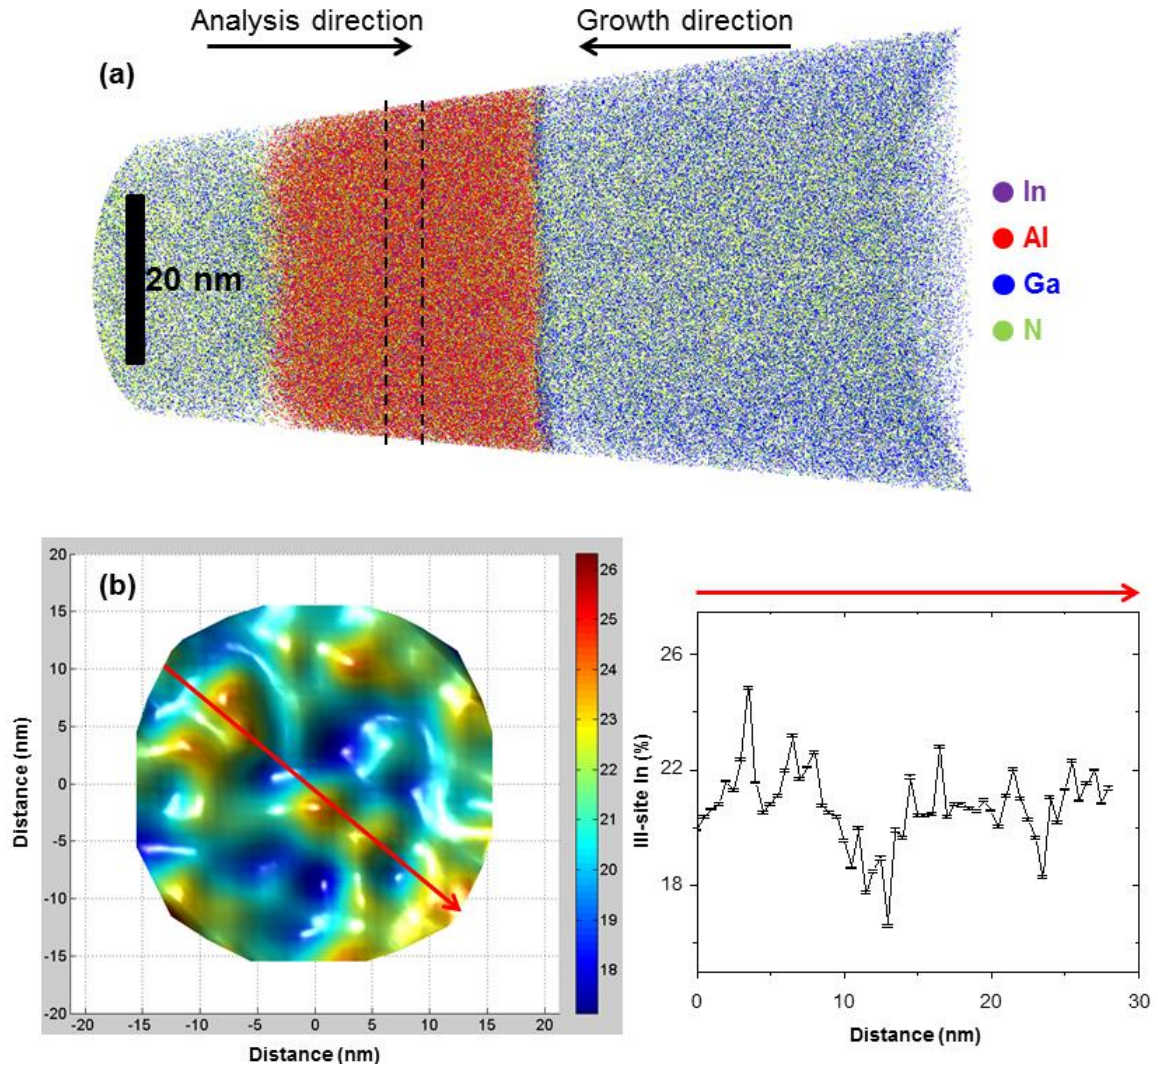 Analysis direction
Growth direction
(a)
20 nm
In
Al
Ga
N
(b)
20
15
10
5
0
-5
-10
-15
-20
-20
-15
-10
-5
0
5
10
15
20
Distance (nm)
Distance (nm)
26
25
24
23
22
21
20
19
18
26
22
18
III-site In (%)
0
10
20
30
Distance (nm)